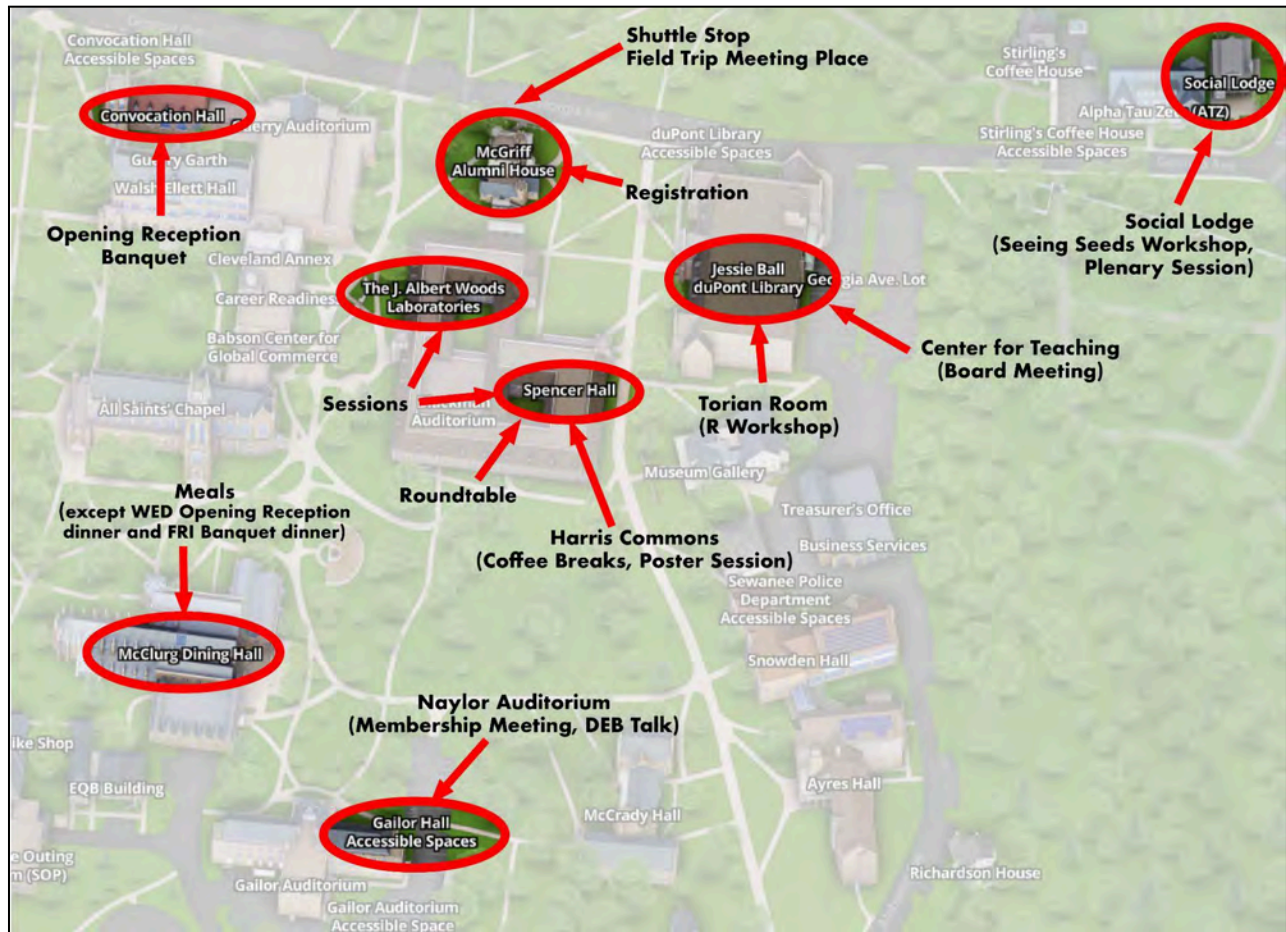 Convocation Hall
Accessible Spaces
Convocation Hall
Guerry Auditorium
Guerry Garth
Walsh Ellett Hall
Opening Reception
Banquet
Cleveland Annex
Career Readiness
Babson Center for
Global Commerce
Shuttle Stop
Field Trip Meeting Place
McGriff
Alumni House
Registration
duPont Library
Accessible Spaces
Stirling's
Coffee House
Social Lodge
Alpha Tau Zeta (ATZ)
Stirling's Coffee House
Accessible Spaces
Social Lodge
(Seeing Seeds Workshop,
Plenary Session)
The J. Albert Woods
Laboratories
Jessie Ball
duPont Library
Georgia Ave. Lot
Center for Teaching
(Board Meeting)
Sessions
Spencer Hall
Auditorium
Torian Room
(R Workshop)
All Saints' Chapel
Roundtable
Museum Gallery
Meals
(except WED Opening Reception
dinner and FRI Banquet dinner)
Harris Commons
(Coffee Breaks, Poster Session)
Treasurer's Office
Business Services
Sewanee Police
Department
Accessible Spaces
McClurg Dining Hall
Snowden Hall
Naylor Auditorium
(Membership Meeting, DEB Talk)
ike Shop
EQB Building
Gailor Hall
Accessible Spaces
McCrady Hall
Ayres Hall
e Outing
m (SOP)
Gailor Auditorium
Gailor Auditorium
Accessible Space
Richardson House